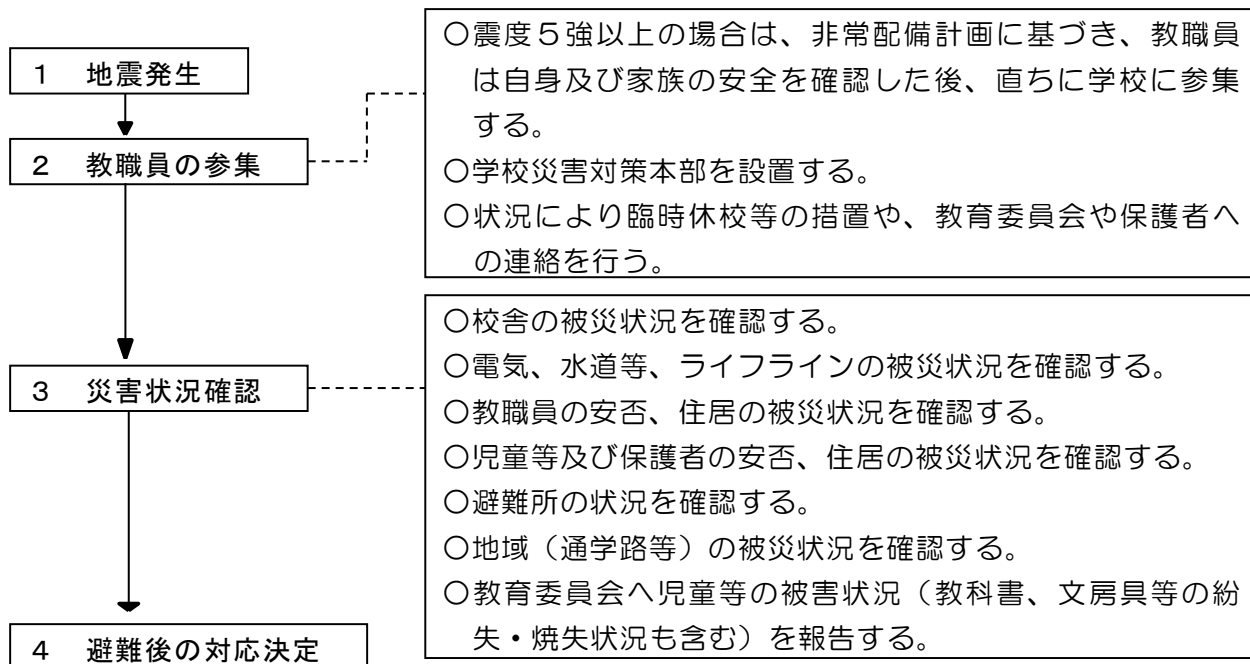 １　地震発生
２　教職員の参集
○震度５強以上の場合は、非常配備計画に基づき、教職員
は自身及び家族の安全を確認した後、直ちに学校に参集
する。
○学校災害対策本部を設置する。
○状況により臨時休校等の措置や、教育委員会や保護者へ
の連絡を行う。
３　災害状況確認
○校舎の被災状況を確認する。
○電気、水道等、ライフラインの被災状況を確認する。
○教職員の安否、住居の被災状況を確認する。
○児童等及び保護者の安否、住居の被災状況を確認する。
○避難所の状況を確認する。
○地域（通学路等）の被災状況を確認する。
○教育委員会へ児童等の被害状況（教科書、文房具等の紛
失・焼失状況も含む）を報告する。
４　避難後の対応決定